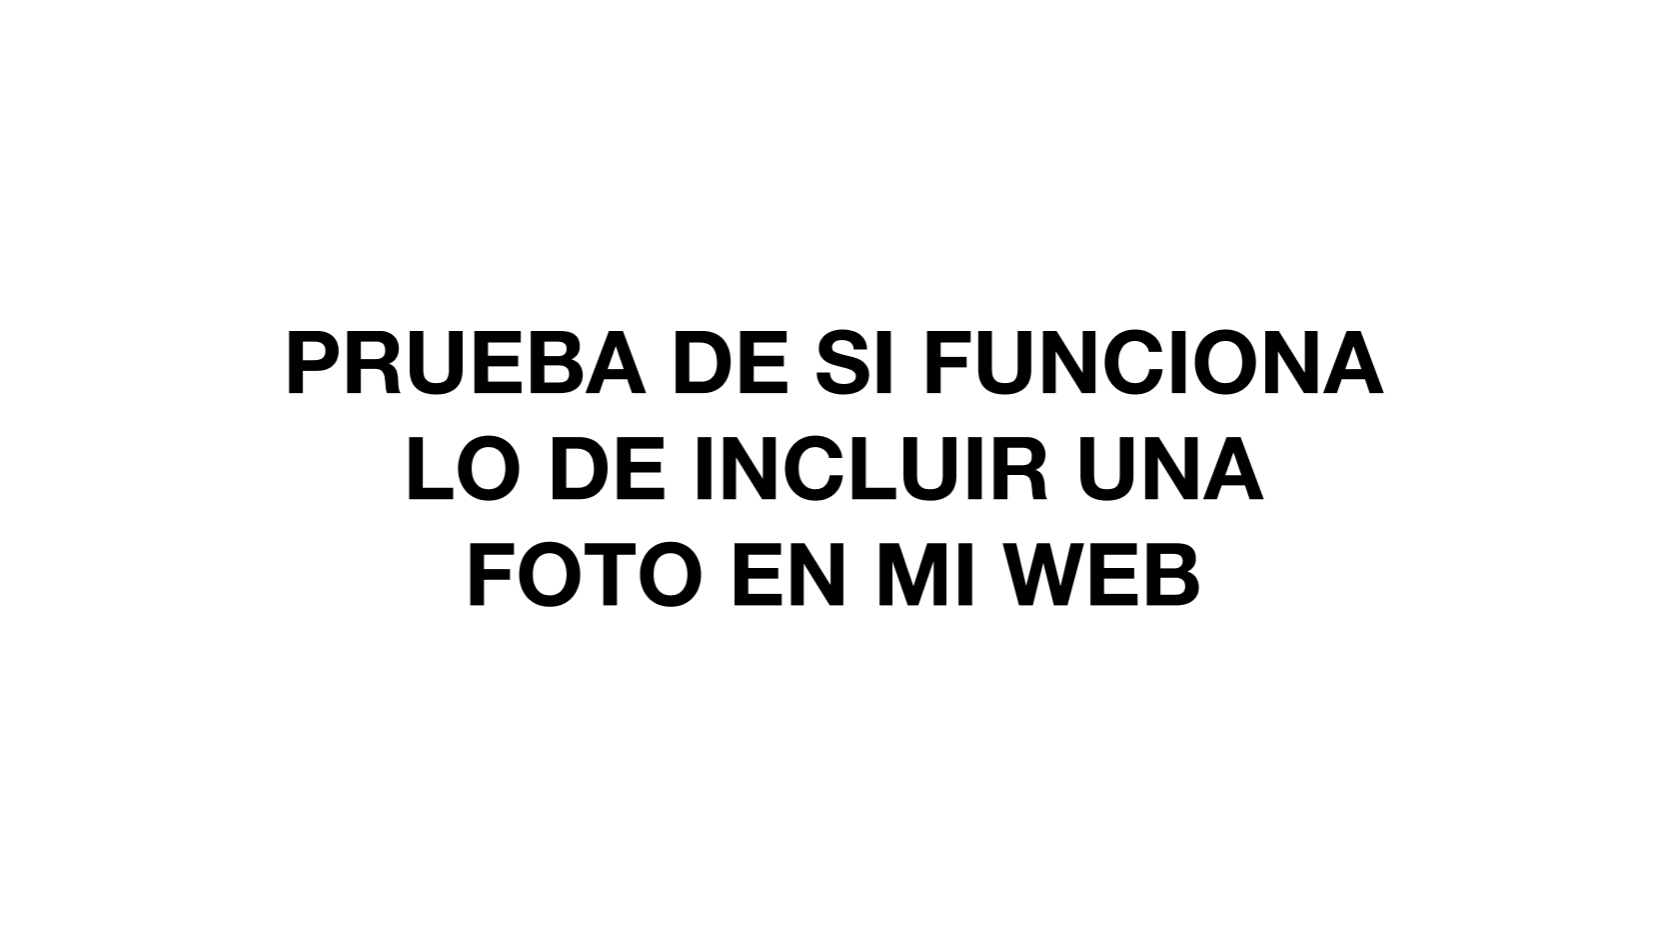 PRUEBA DE SI FUNCIONA
LO DE INCLUIR UNA
FOTO EN MI WEB